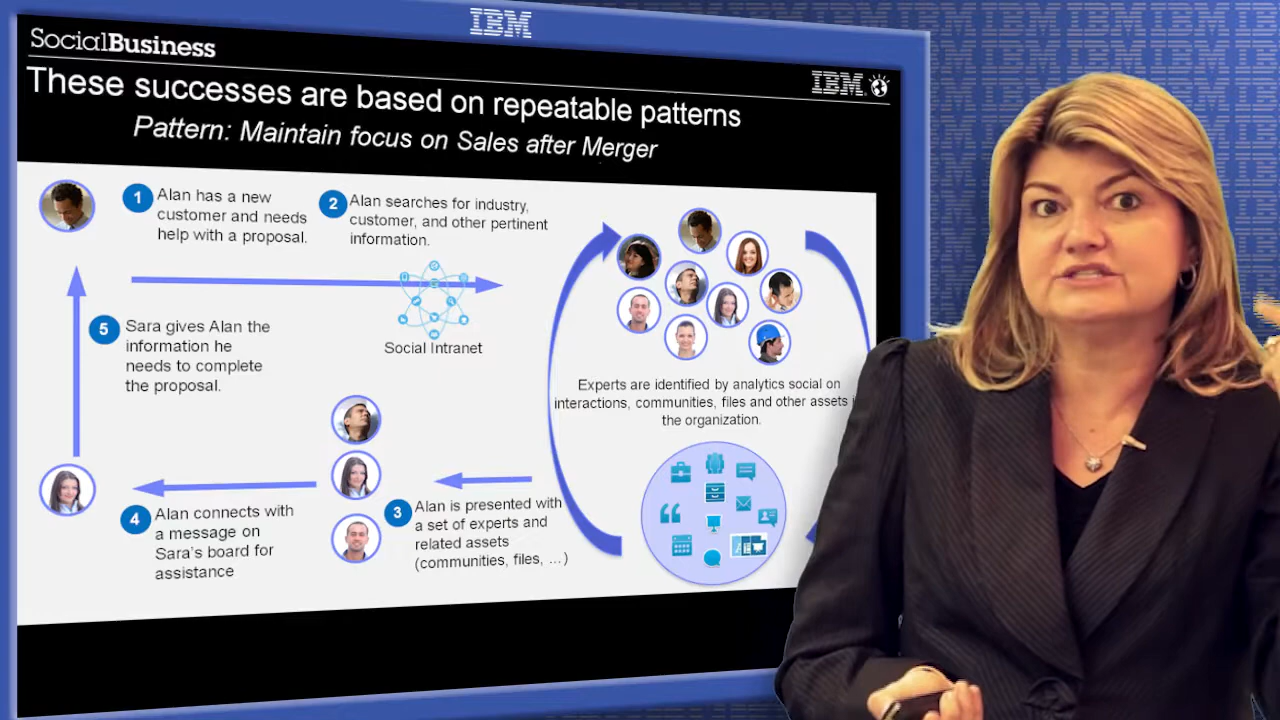 IBM
SocialBusiness
IBM
These successes are based on repeatable patterns
Pattern: Maintain focus on Sales after Merger
1
Alan has a new
customer and needs
help with a proposal.
2
Alan searches for industry,
customer, and other pertinent
information.
Social Intranet
5
Sara gives Alan the
information he
needs to complete
the proposal.
Experts are identified by analytics social on
interactions, communities, files and other assets
the organization.
4
Alan connects with
a message on
Sara's board for
assistance
3
Alan is presented with
a set of experts and
related assets
(communities, files, ...)